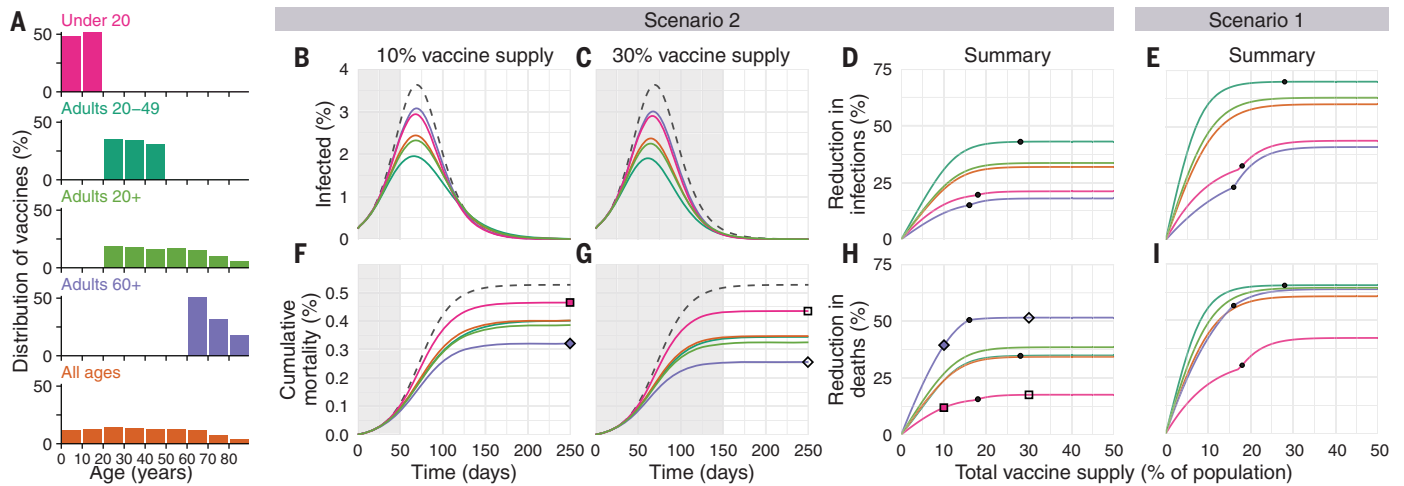 Scenario 2
Scenario 1
A
Under 20
50
0
Adults 20–49
50
0
Adults 20+
50
0
Adults 60+
50
0
All ages
50
0
0 10 20 30 40 50 60 70 80
Age (years)
Distribution of vaccines (%)
B
10% vaccine supply
4
3
2
1
0
Infected (%)
C
30% vaccine supply
D
Summary
75
50
25
0
Reduction in
infections (%)
E
Summary
F
0.5
0.4
0.3
0.2
0.1
0.0
Cumulative
mortality (%)
0 50 100 150 200 250
Time (days)
G
0 50 100 150 200 250
Time (days)
H
75
50
25
0
Reduction in
deaths (%)
0 10 20 30 40 50
I
0 10 20 30 40 50
Total vaccine supply (% of population)